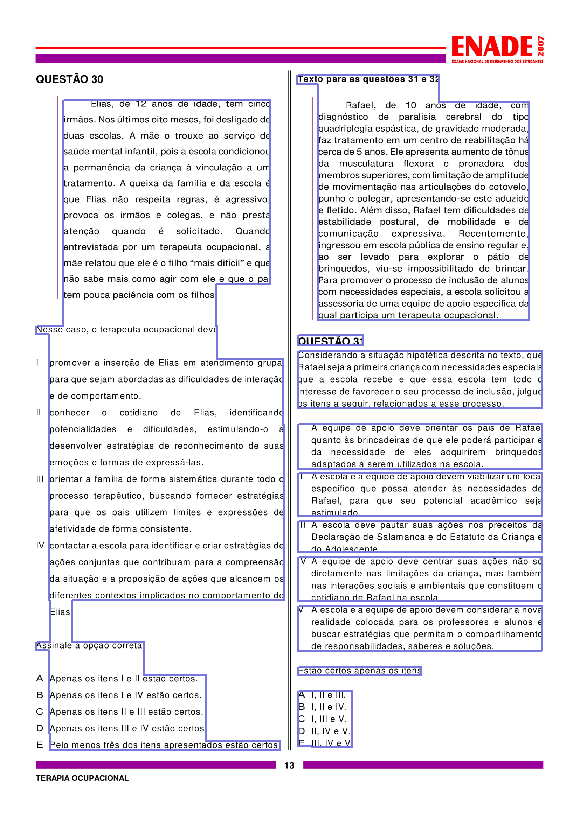 ENADE 2007
EXAME NACIONAL DE DESEMPENHO DOS ESTUDANTES
QUESTÃO 30
Elias, de 12 anos de idade, tem cinco
irmãos. Nos últimos oito meses, foi desligado de
duas escolas. A mãe o trouxe ao serviço de
saúde mental infantil, pois a escola condicionou
a permanência da criança à vinculação a um
tratamento. A queixa da família e da escola é
que Elias não respeita regras, é agressivo,
provoca os irmãos e colegas, e não presta
atenção quando é solicitado. Quando
entrevistada por um terapeuta ocupacional, a
mãe relatou que ele é o filho “mais difícil” e que
não sabe mais como agir com ele e que o pai
tem pouca paciência com os filhos.
Nesse caso, o terapeuta ocupacional deve
I promover a inserção de Elias em atendimento grupal
para que sejam abordadas as dificuldades de interação
e de comportamento.
II conhecer o cotidiano de Elias, identificando
potencialidades e dificuldades, estimulando-o a
desenvolver estratégias de reconhecimento de suas
emoções e formas de expressá-las.
III orientar a família de forma sistemática durante todo o
processo terapêutico, buscando fornecer estratégias
para que os pais utilizem limites e expressões de
afetividade de forma consistente.
IV contactar a escola para identificar e criar estratégias de
ações conjuntas que contribuam para a compreensão
da situação e a proposição de ações que alcancem os
diferentes contextos implicados no comportamento de
Elias.
Assinale a opção correta.
A Apenas os itens I e II estão certos.
B Apenas os itens I e IV estão certos.
C Apenas os itens II e III estão certos.
D Apenas os itens III e IV estão certos.
E Pelo menos três dos itens apresentados estão certos.
Texto para as questões 31 e 32
Rafael, de 10 anos de idade, com
diagnóstico de paralisia cerebral do tipo
quadriplegia espástica, de gravidade moderada,
faz tratamento em um centro de reabilitação há
cerca de 5 anos. Ele apresenta aumento de tônus
da musculatura flexora e pronadora dos
membros superiores, com limitação de amplitude
de movimentação nas articulações do cotovelo,
punho e polegar, apresentando-se este aduzido
e fletido. Além disso, Rafael tem dificuldades de
estabilidade postural, de mobilidade e de
comunicação expressiva. Recentemente,
ingressou em escola pública de ensino regular e,
ao ser levado para explorar o pátio de
brinquedos, viu-se impossibilitado de brincar.
Para promover o processo de inclusão de alunos
com necessidades especiais, a escola solicitou a
assessoria de uma equipe de apoio específica da
qual participa um terapeuta ocupacional.
QUESTÃO 31
Considerando a situação hipotética descrita no texto, que
Rafael seja a primeira criança com necessidades especiais
que a escola recebe e que essa escola tem todo o
interesse de favorecer o seu processo de inclusão, julgue
os itens a seguir, relacionados a esse processo.
I A equipe de apoio deve orientar os pais de Rafael
quanto às brincadeiras de que ele poderá participar e
da necessidade de eles adquirirem brinquedos
adaptados a serem utilizados na escola.
II A escola e a equipe de apoio devem viabilizar um local
específico que possa atender às necessidades de
Rafael, para que seu potencial acadêmico seja
estimulado.
III A escola deve pautar suas ações nos preceitos da
Declaração de Salamanca e do Estatuto da Criança e
do Adolescente.
IV A equipe de apoio deve centrar suas ações não só
diretamente nas limitações da criança, mas também
nas interações sociais e ambientais que constituem o
cotidiano de Rafael na escola.
V A escola e a equipe de apoio devem considerar a nova
realidade colocada para os professores e alunos e
buscar estratégias que permitam o compartilhamento
de responsabilidades, saberes e soluções.
Estão certos apenas os itens
A I, II e III.
B I, II e IV.
C I, III e V.
D II, IV e V.
E III, IV e V.
13
TERAPIA OCUPACIONAL